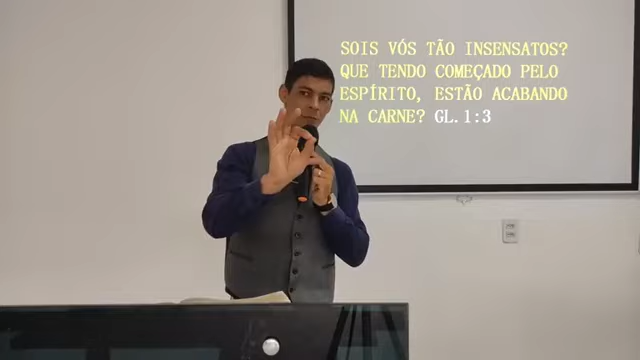 SOIS VÓS TÃO INSENSATOS?
QUE TENDO COMEÇADO PELO
ESPÍRITO, ESTÃO ACABANDO
NA CARNE? GL.1:3